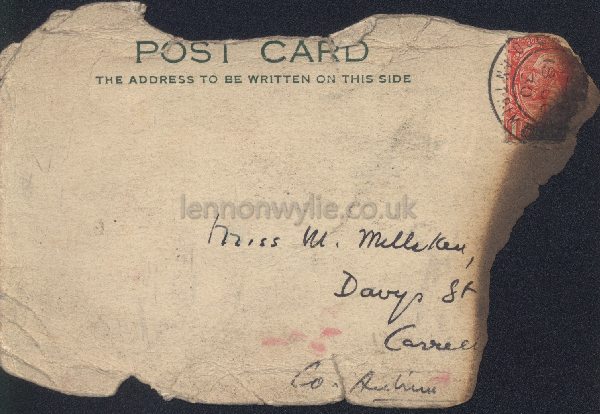 POST CARD
THE ADDRESS TO BE WRITTEN ON THIS SIDE
lennonwylie.co.uk
Miss M. Milliken,
Davys St
Carrell
Co. Antrim